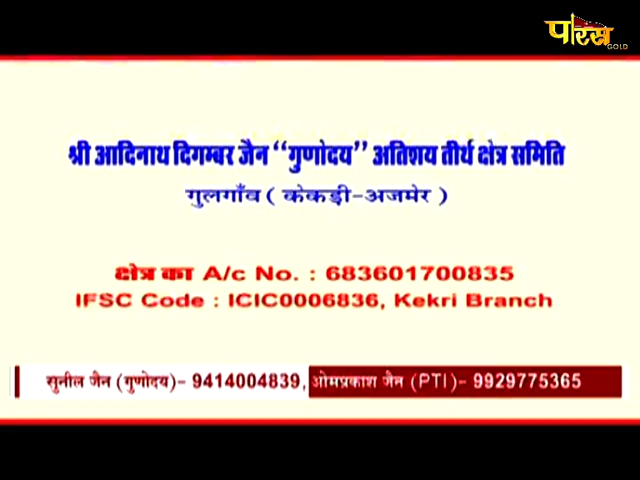 पारस
GOLD
श्री आदिनाथ दिगम्बर जैन “गुणोदय” अतिशय तीर्थ क्षेत्र समिति
गुलगाँव ( केकड़ी-अजमेर )
क्षेत्र का A/c No. : 683601700835
IFSC Code : ICIC0006836, Kekri Branch
सुनील जैन (गुणोदय)- 9414004839, ओमप्रकाश जैन (PTI)- 9929775365